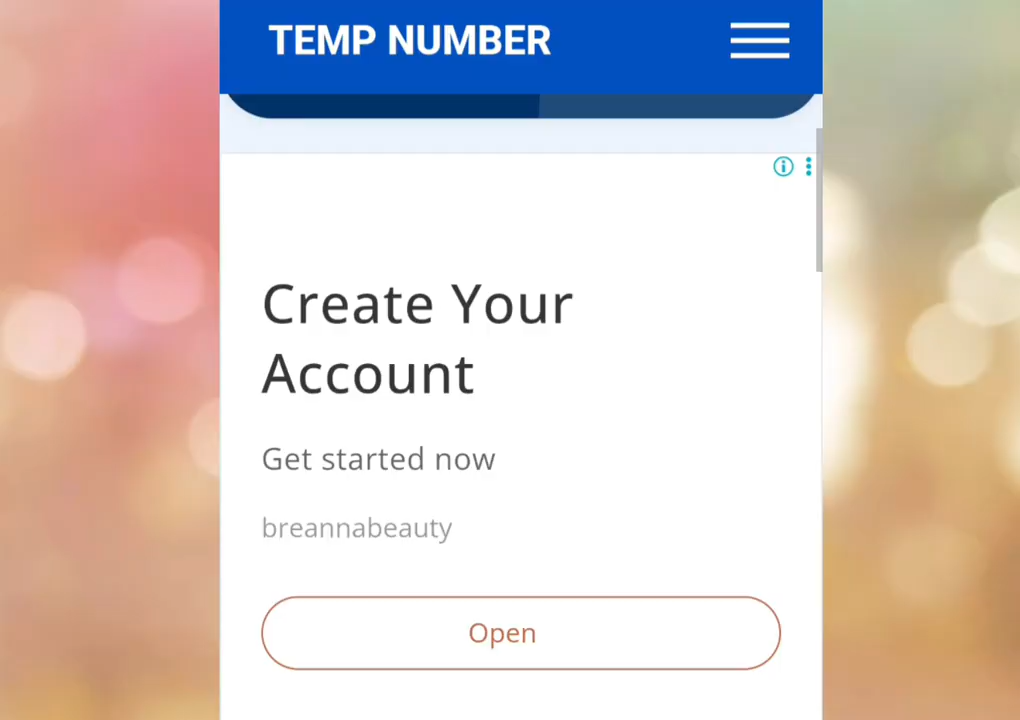 TEMP NUMBER
Create Your
Account
Get started now
breannabeauty
Open